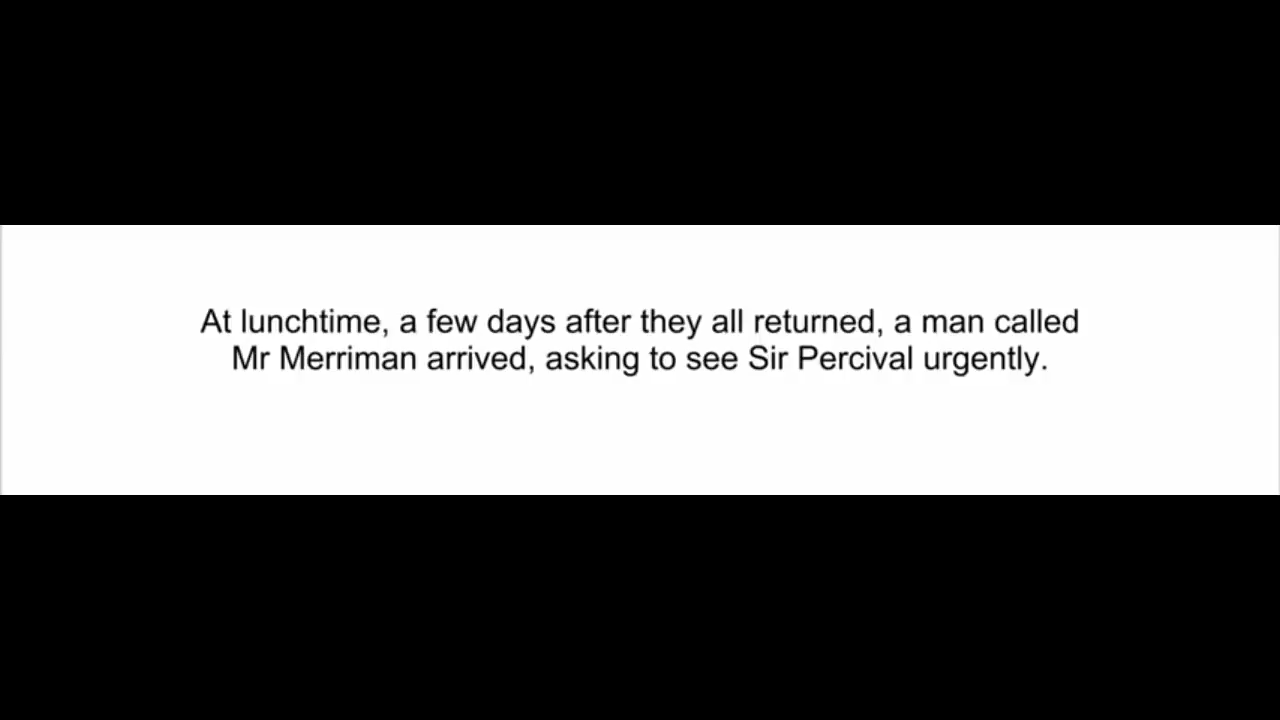 At lunchtime, a few days after they all returned, a man called
Mr Merriman arrived, asking to see Sir Percival urgently.